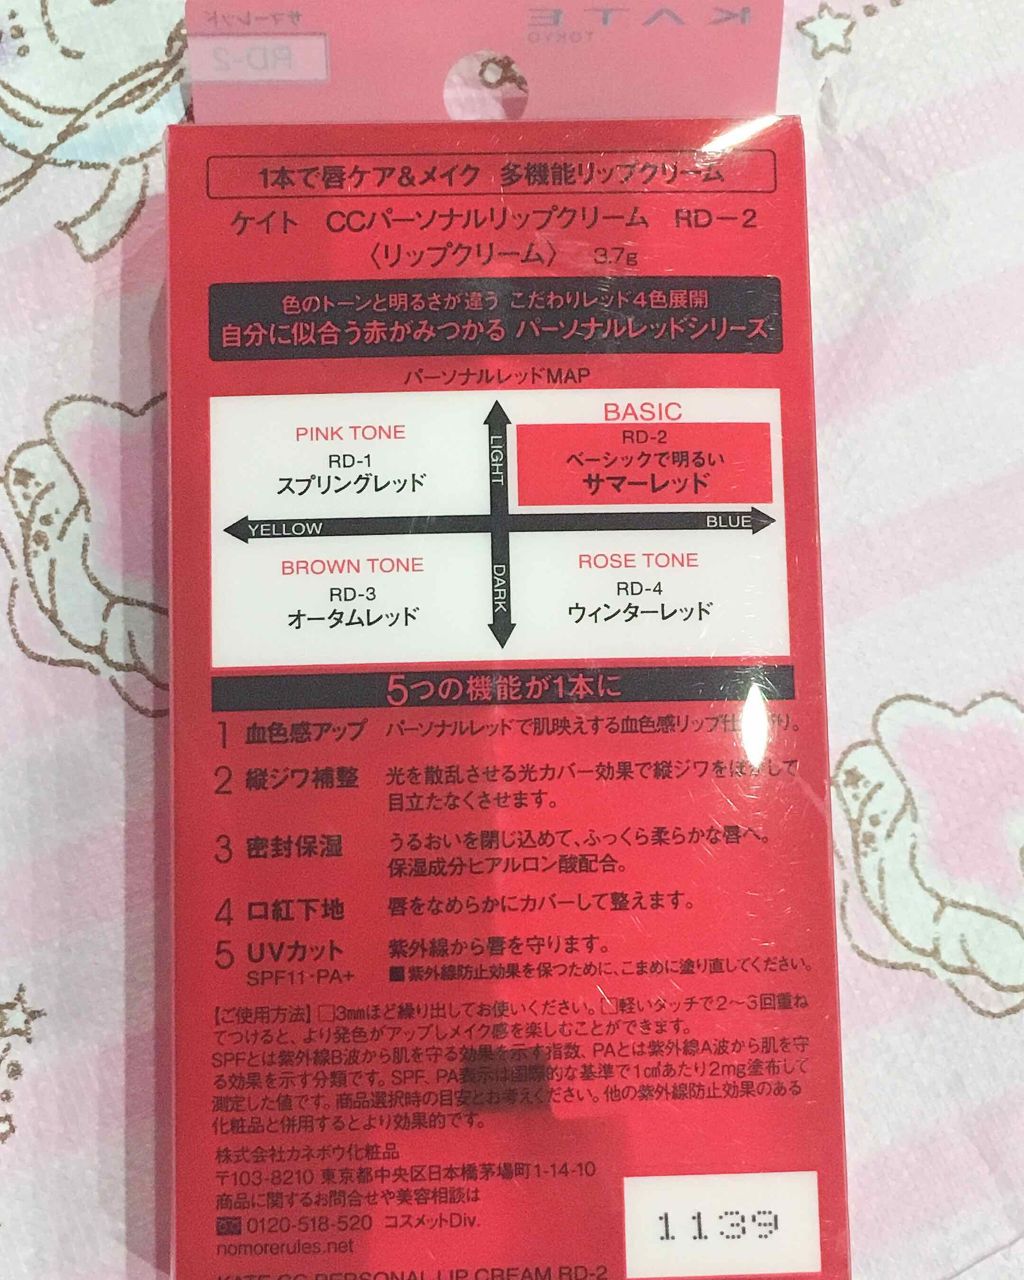 KATE
TOKYO
サマーレッド
RD-2
1本で唇ケア&メイク 多機能リップクリーム
ケイト CCパーソナルリップクリーム RD-2
〈リップクリーム〉 3.7g
色のトーンと明るさが違う こだわりレッド4色展開
自分に似合う赤がみつかる パーソナルレッドシリーズ
パーソナルレッドMAP
PINK TONE
RD-1
スプリングレッド
LIGHT
BASIC
RD-2
ベーシックで明るい
サマーレッド
YELLOW
BLUE
BROWN TONE
RD-3
オータムレッド
DARK
ROSE TONE
RD-4
ウィンターレッド
5つの機能が1本に
1 血色感アップ パーソナルレッドで肌映えする血色感リップ仕上がり。
2 縦ジワ補整 光を散乱させる光カバー効果で縦ジワをぼかして
目立たなくさせます。
3 密封保湿 うるおいを閉じ込めて、ふっくら柔らかな唇へ。
保湿成分ヒアルロン酸配合。
4 口紅下地 唇をなめらかにカバーして整えます。
5 UVカット 紫外線から唇を守ります。
SPF11・PA+ ■紫外線防止効果を保つために、こまめに塗り直してください。
【ご使用方法】□3mmほど繰り出してお使いください。□軽いタッチで2〜3回重ね
てつけると、より発色がアップしメイク感を楽しむことができます。
SPFとは紫外線B波から肌を守る効果を示す指数、PAとは紫外線A波から肌を守
る効果を示す分類です。SPF、PA表示は国際的な基準で1c㎡あたり2mg塗布して
測定した値です。商品選択時の目安とお考えください。他の紫外線防止効果のある
化粧品と併用するとより効果的です。
株式会社カネボウ化粧品
〒103-8210 東京都中央区日本橋茅場町1-14-10
商品に関するお問合せや美容相談は
0120-518-520 コスメットDiv.
nomorerules.net
1139
KATE CC PERSONAL LIP CREAM RD-2